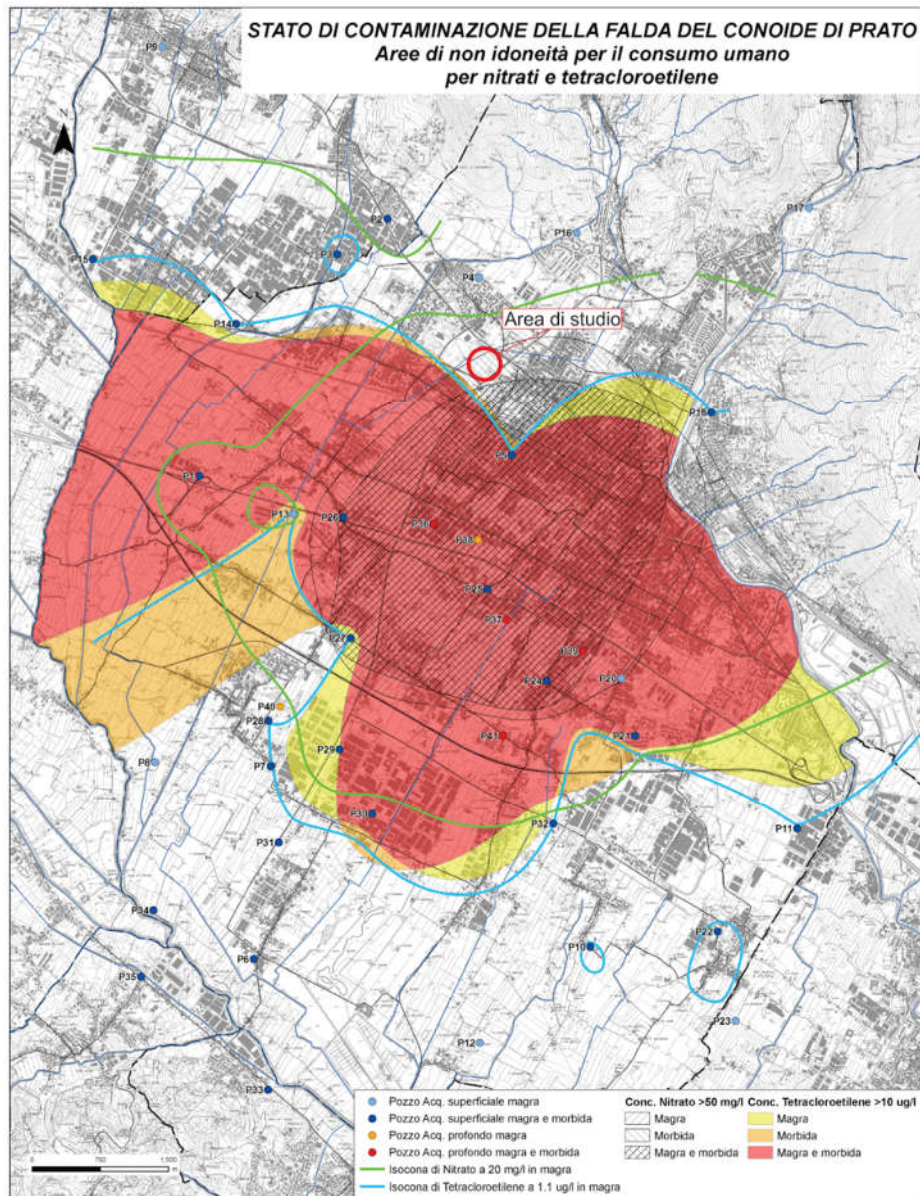 STATO DI CONTAMINAZIONE DELLA FALDA DEL CONOIDE DI PRATO
Aree di non idoneità per il consumo umano
per nitrati e tetracloroetilene
P9
N
P2
P17
P16
P3
P15
P4
Area di studio
P14
P18
P5
P1
P13
P26
P36
P38
P25
P37
P27
P39
P24
P20
P40
P28
P41
P21
P29
P8
P7
P30
P32
P11
P31
P34
P22
P10
P6
P35
P23
P12
P33
Pozzo Acq. superficiale magra
Pozzo Acq. superficiale magra e morbida
Pozzo Acq. profondo magra
Pozzo Acq. profondo magra e morbida
Isocona di Nitrato a 20 mg/l in magra
Isocona di Tetracloroetilene a 1.1 ug/l in magra
Conc. Nitrato >50 mg/l
Magra
Morbida
Magra e morbida
Conc. Tetracloroetilene >10 ug/l
Magra
Morbida
Magra e morbida
0 750 1,500
m